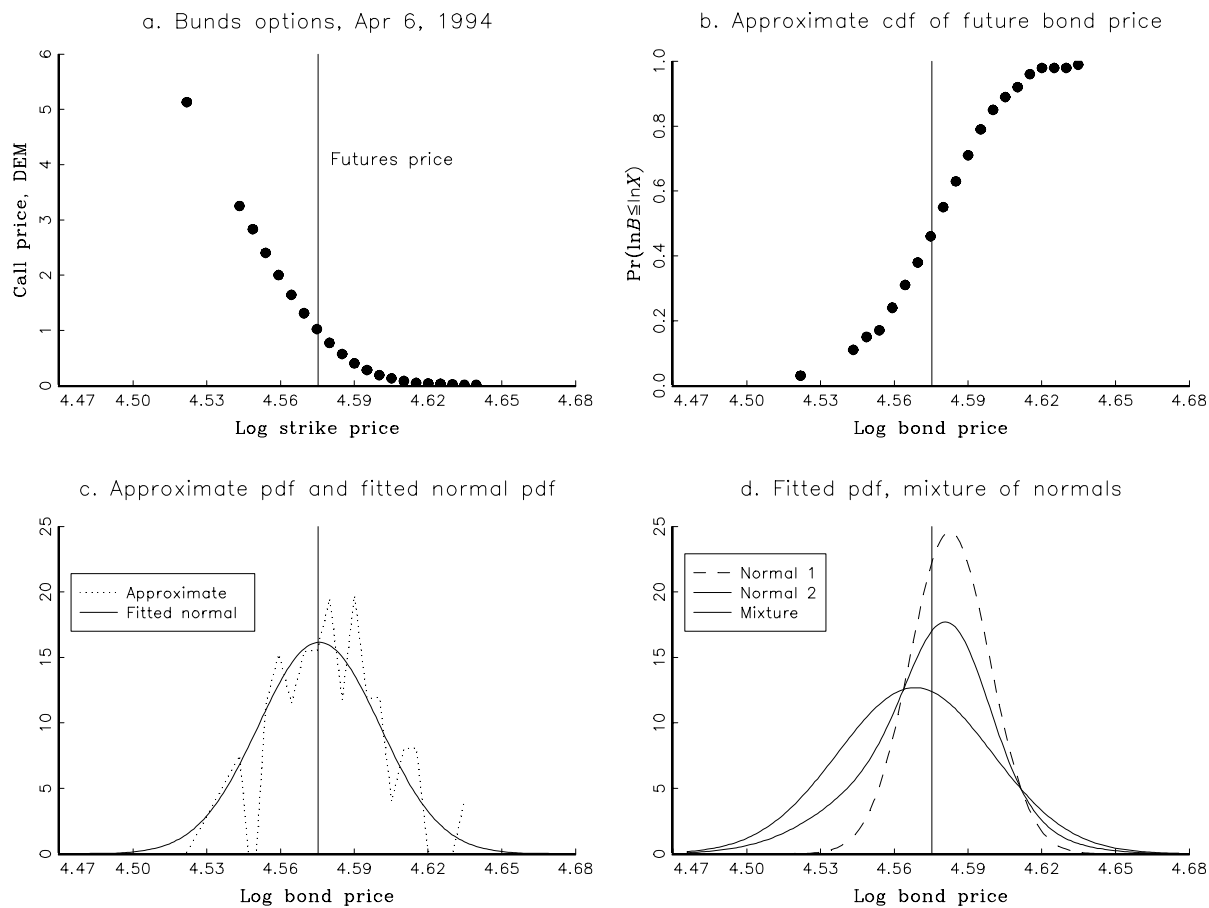 a. Bunds options, Apr 6, 1994
Call price, DEM
6
5
4
3
2
1
0
Futures price
4.47 4.50 4.53 4.56 4.59 4.62 4.65 4.68
Log strike price
b. Approximate cdf of future bond price
Pr(lnB≦lnX)
1.0
0.8
0.6
0.4
0.2
0.0
4.47 4.50 4.53 4.56 4.59 4.62 4.65 4.68
Log bond price
c. Approximate pdf and fitted normal pdf
25
20
15
10
5
0
Approximate
Fitted normal
4.47 4.50 4.53 4.56 4.59 4.62 4.65 4.68
Log bond price
d. Fitted pdf, mixture of normals
25
20
15
10
5
0
Normal 1
Normal 2
Mixture
4.47 4.50 4.53 4.56 4.59 4.62 4.65 4.68
Log bond price